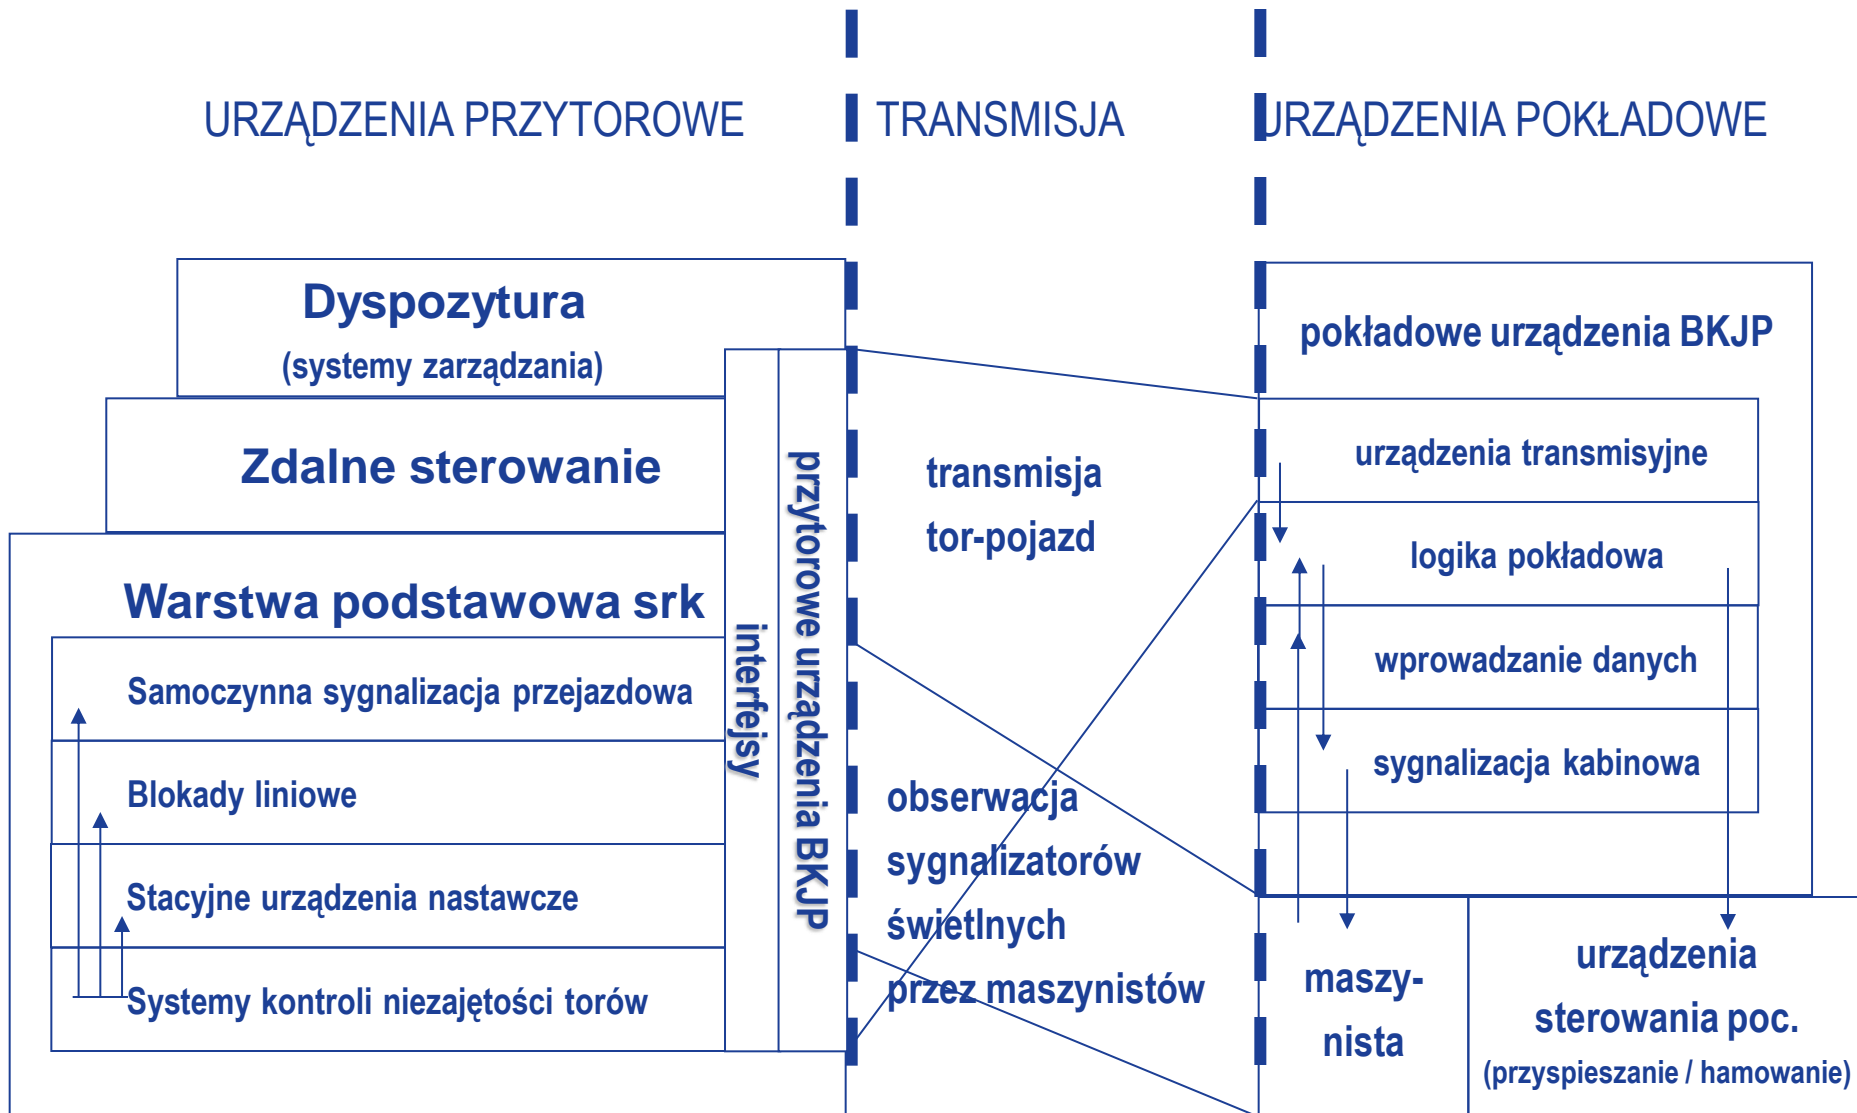 URZĄDZENIA PRZYTOROWE
TRANSMISJA
URZĄDZENIA POKŁADOWE
Dyspozytura
(systemy zarządzania)
Zdalne sterowanie
Warstwa podstawowa srk
Samoczynna sygnalizacja przejazdowa
Blokady liniowe
Stacyjne urządzenia nastawcze
Systemy kontroli niezajętości torów
interfejsy
przytorowe urządzenia BKJP
transmisja
tor-pojazd
obserwacja
sygnalizatorów
świetlnych
przez maszynistów
pokładowe urządzenia BKJP
urządzenia transmisyjne
logika pokładowa
wprowadzanie danych
sygnalizacja kabinowa
maszy-
nista
urządzenia
sterowania poc.
(przyspieszanie / hamowanie)